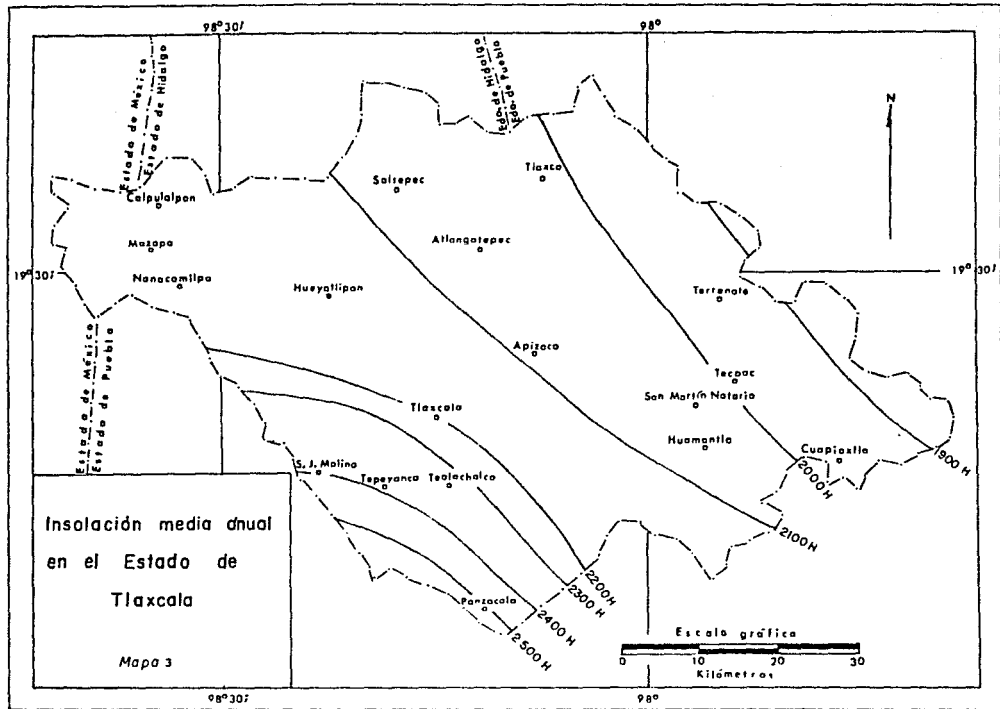 98°30'
98°
Estado de México
Estado de Hidalgo
Edo. de Hidalgo
Edo. de Puebla
N
Calpulalpan
Solsepec
Tlaxco
Mazapa
Atlangatepec
19°30'
19°30'
Nanacamilpa
Hueyotlipan
Terrenate
Estado de México
Estado de Puebla
Apizaco
Tecoac
San Martín Notario
Tlaxcala
Huamantla
Cuapiaxtla
1900 H
2000 H
S. J. Molino
Tepeyanco
Teolocholco
2100 H
2200 H
2300 H
2400 H
2500 H
Panzacola
Insolación media anual
en el Estado de
Tlaxcala
Mapa 3
Escala gráfica
0 10 20 30
Kilómetros
98°30'
98°